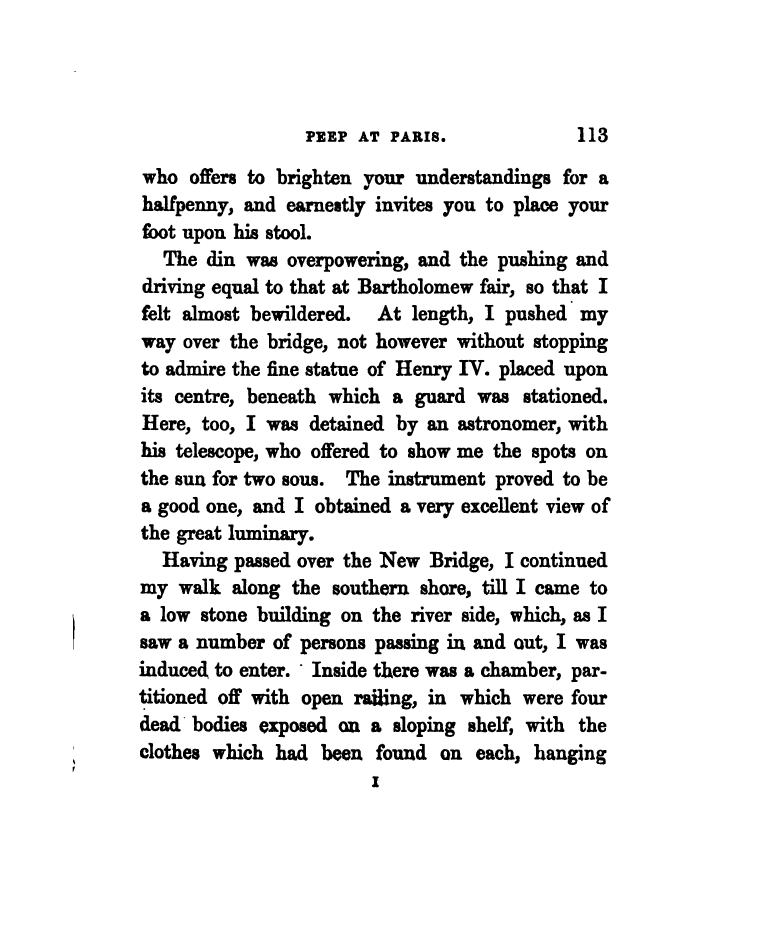 PEEP AT PARIS. 113
who offers to brighten your understandings for a
halfpenny, and earnestly invites you to place your
foot upon his stool.
The din was overpowering, and the pushing and
driving equal to that at Bartholomew fair, so that I
felt almost bewildered. At length, I pushed my
way over the bridge, not however without stopping
to admire the fine statue of Henry IV. placed upon
its centre, beneath which a guard was stationed.
Here, too, I was detained by an astronomer, with
his telescope, who offered to show me the spots on
the sun for two sous. The instrument proved to be
a good one, and I obtained a very excellent view of
the great luminary.
Having passed over the New Bridge, I continued
my walk along the southern shore, till I came to
a low stone building on the river side, which, as I
saw a number of persons passing in and out, I was
induced to enter. Inside there was a chamber, par-
titioned off with open railing, in which were four
dead bodies exposed on a sloping shelf, with the
clothes which had been found on each, hanging
I